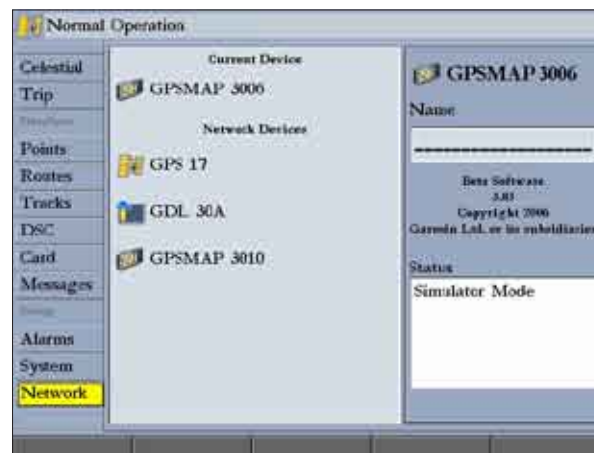 Normal Operation
Celestial
Trip
Points
Routes
Tracks
DSC
Card
Messages
Alarms
System
Network
Current Device
GPSMAP 3006
Network Devices
GPS 17
GDL 30A
GPSMAP 3010
GPSMAP 3006
Name
--------------------
Beta Software
3.03
Copyright 2006
Garmin Ltd. or its subsidiaries
Status
Simulator Mode